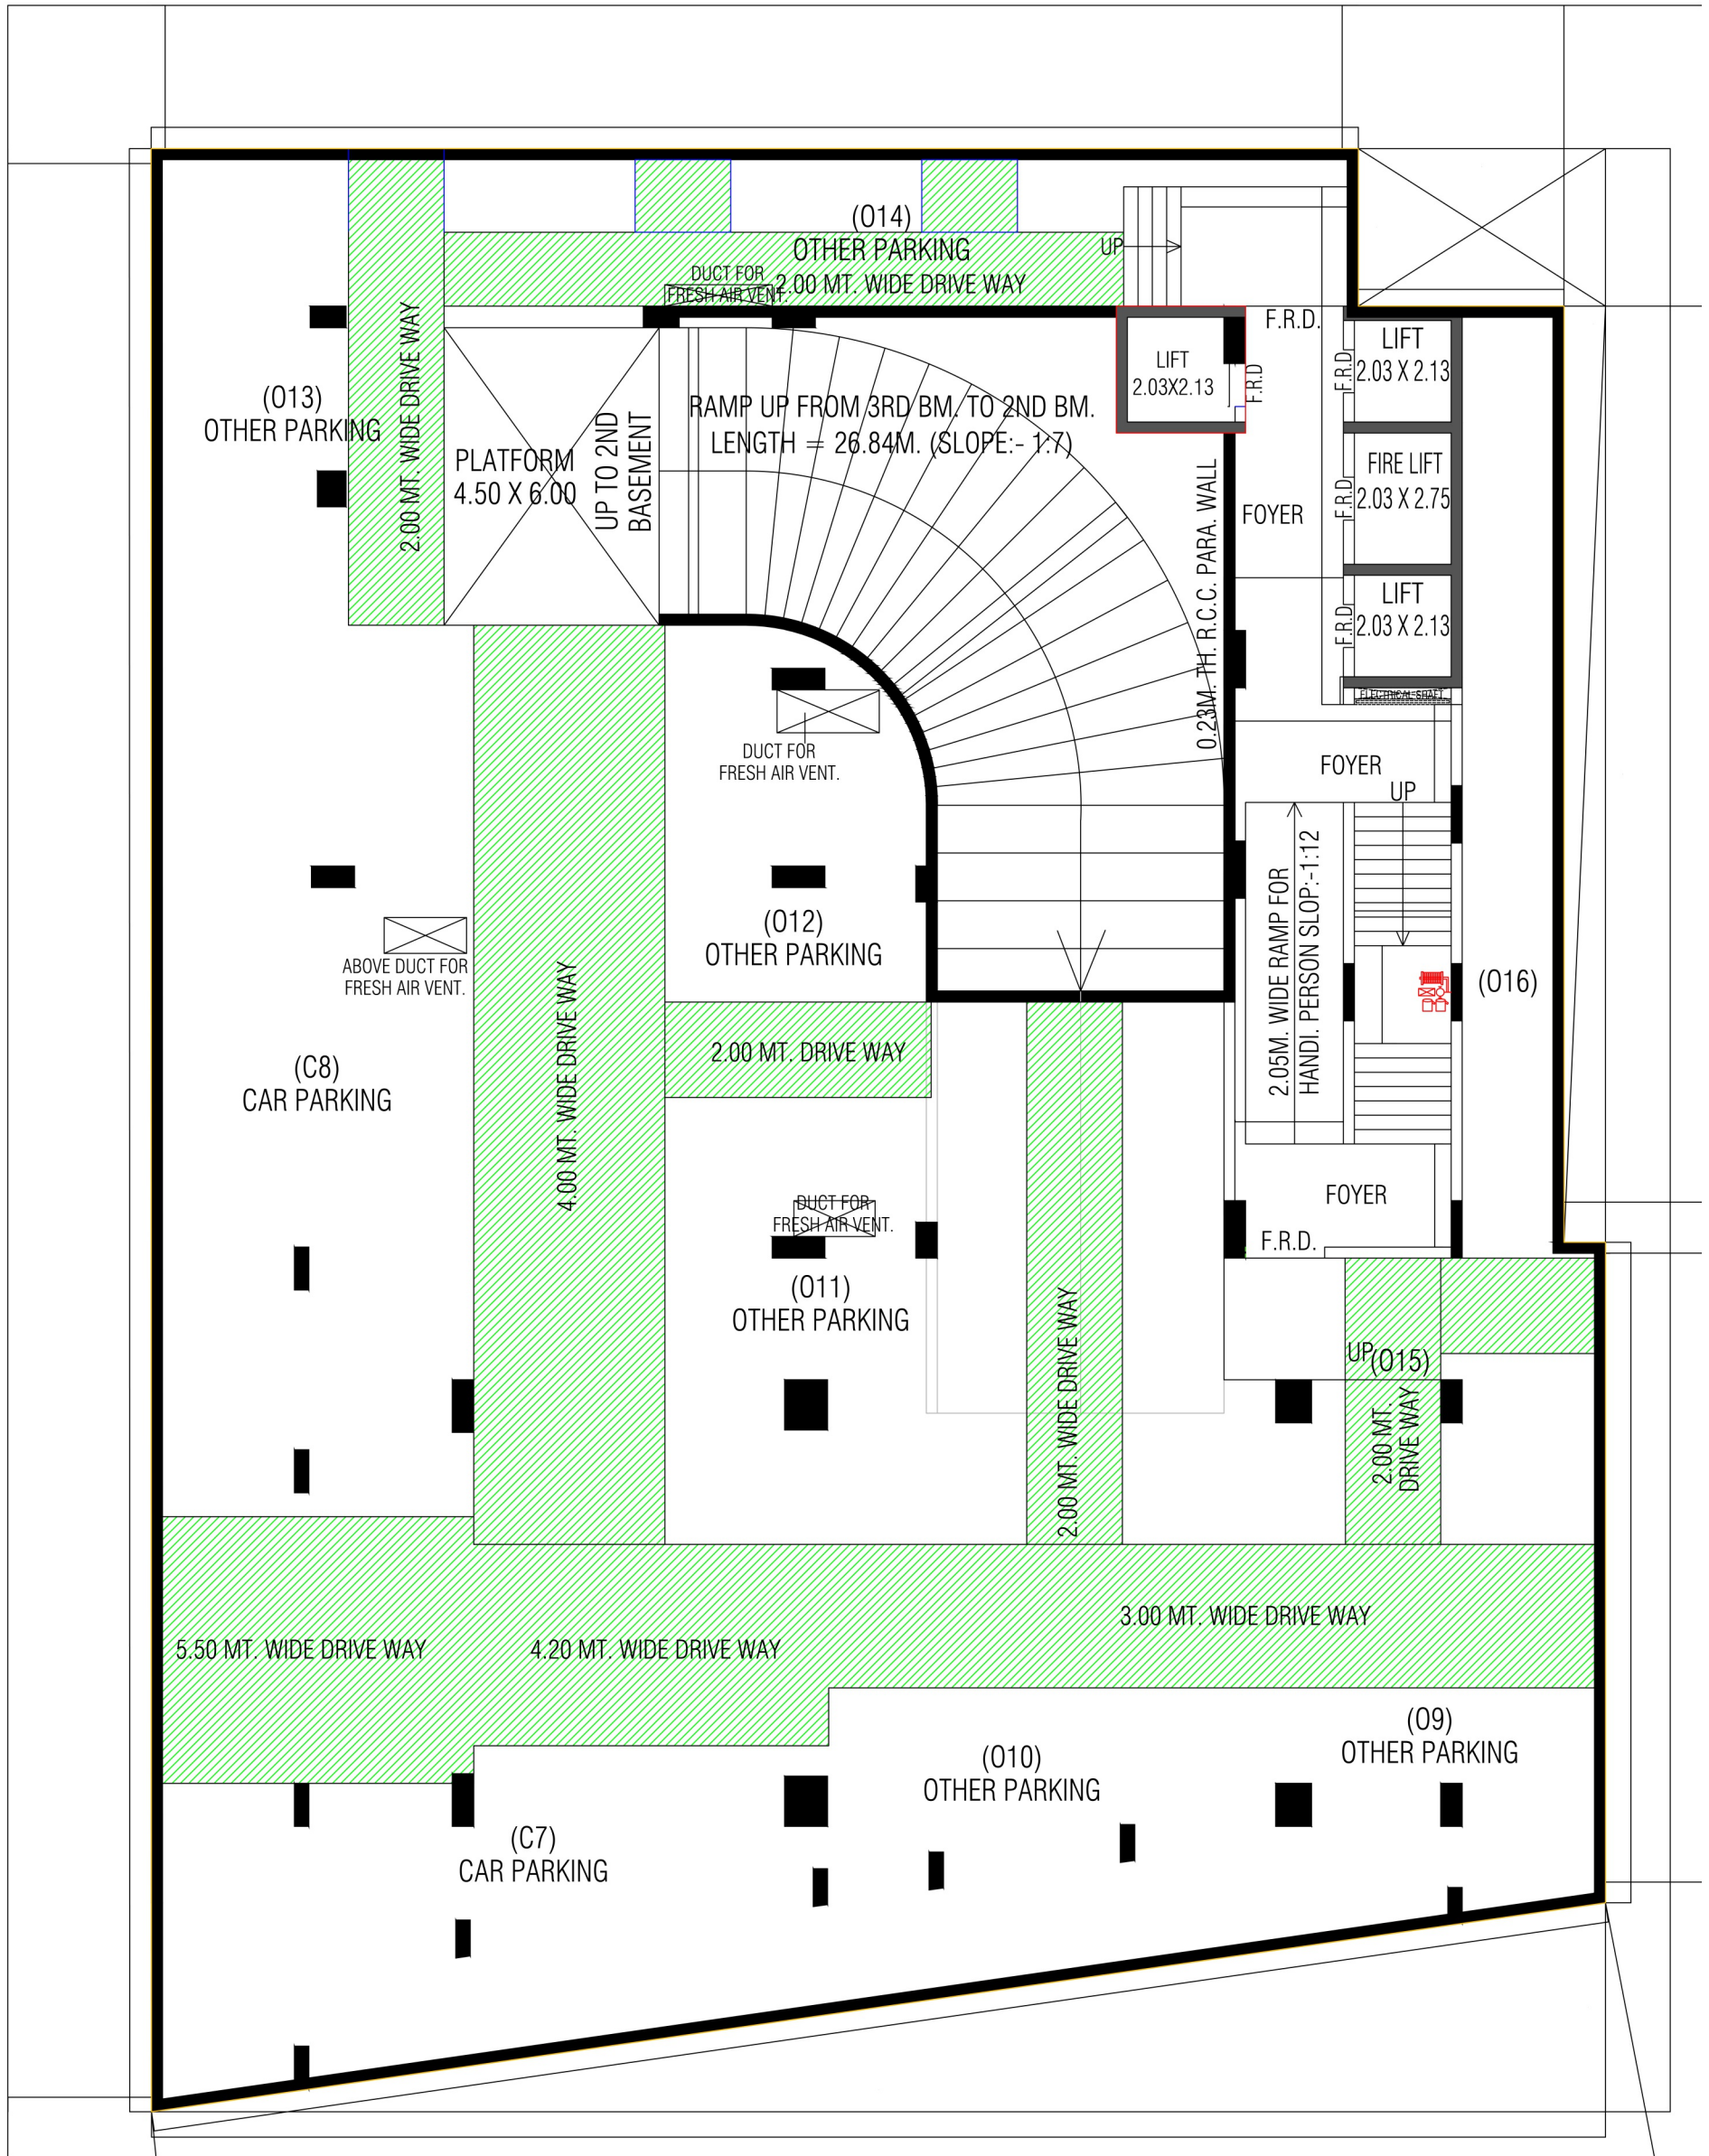 (O14)
OTHER PARKING
2.00 MT. WIDE DRIVE WAY
DUCT FOR
FRESH AIR VENT.
UP
F.R.D.
LIFT
2.03X2.13
F.R.D
LIFT
2.03 X 2.13
F.R.D
(O13)
OTHER PARKING
2.00 MT. WIDE DRIVE WAY
PLATFORM
4.50 X 6.00
UP TO 2ND
BASEMENT
RAMP UP FROM 3RD BM. TO 2ND BM.
LENGTH = 26.84M. (SLOPE:- 1:7)
0.23M. TH. R.C.C. PARA. WALL
FOYER
FIRE LIFT
2.03 X 2.75
F.R.D
LIFT
2.03 X 2.13
F.R.D
ELECTRICAL SHAFT
DUCT FOR
FRESH AIR VENT.
FOYER
UP
2.05M. WIDE RAMP FOR
HANDI. PERSON SLOP:-1:12
(O12)
OTHER PARKING
ABOVE DUCT FOR
FRESH AIR VENT.
4.00 MT. WIDE DRIVE WAY
(O16)
(C8)
CAR PARKING
2.00 MT. DRIVE WAY
DUCT FOR
FRESH AIR VENT.
FOYER
F.R.D.
(O11)
OTHER PARKING
2.00 MT. WIDE DRIVE WAY
UP
(O15)
2.00 MT.
DRIVE WAY
5.50 MT. WIDE DRIVE WAY
4.20 MT. WIDE DRIVE WAY
3.00 MT. WIDE DRIVE WAY
(O9)
OTHER PARKING
(O10)
OTHER PARKING
(C7)
CAR PARKING